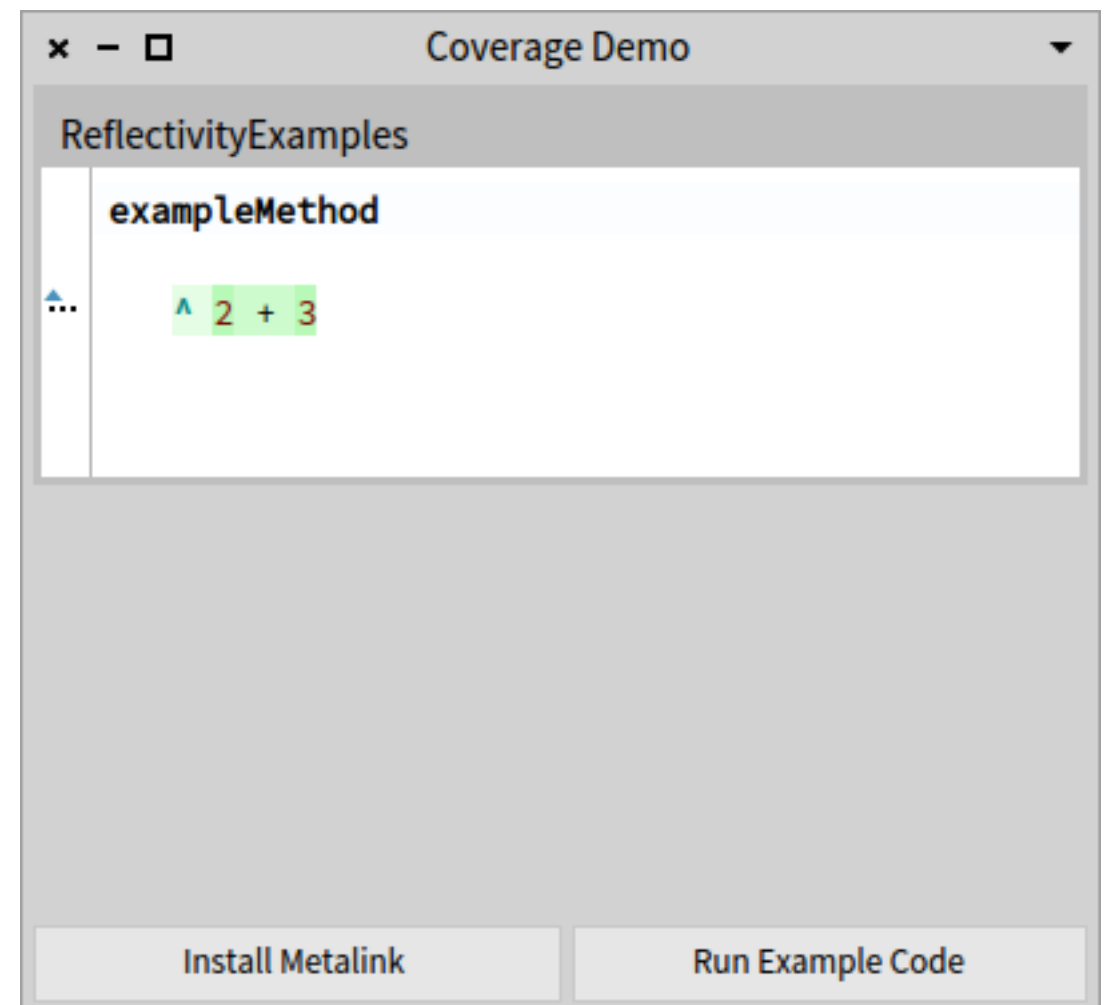 Coverage Demo
ReflectivityExamples
exampleMethod
^ 2 + 3
Install Metalink
Run Example Code